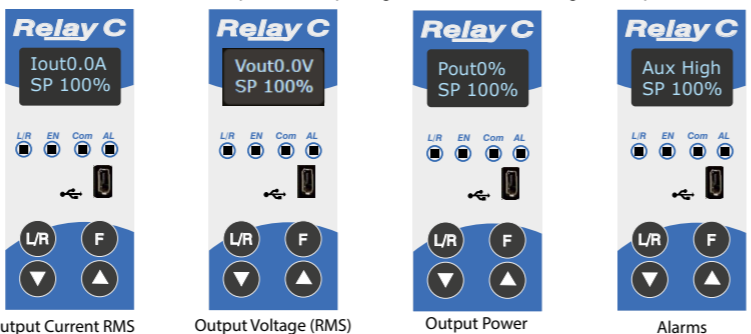 Relay C
Iout0.0A
SP 100%
L/R EN Com AL
L/R F
utput Current RMS
Relay C
Vout0.0V
SP 100%
L/R EN Com AL
L/R F
Output Voltage (RMS)
Relay C
Pout0%
SP 100%
L/R EN Com AL
L/R F
Output Power
Relay C
Aux High
SP 100%
L/R EN Com AL
L/R F
Alarms